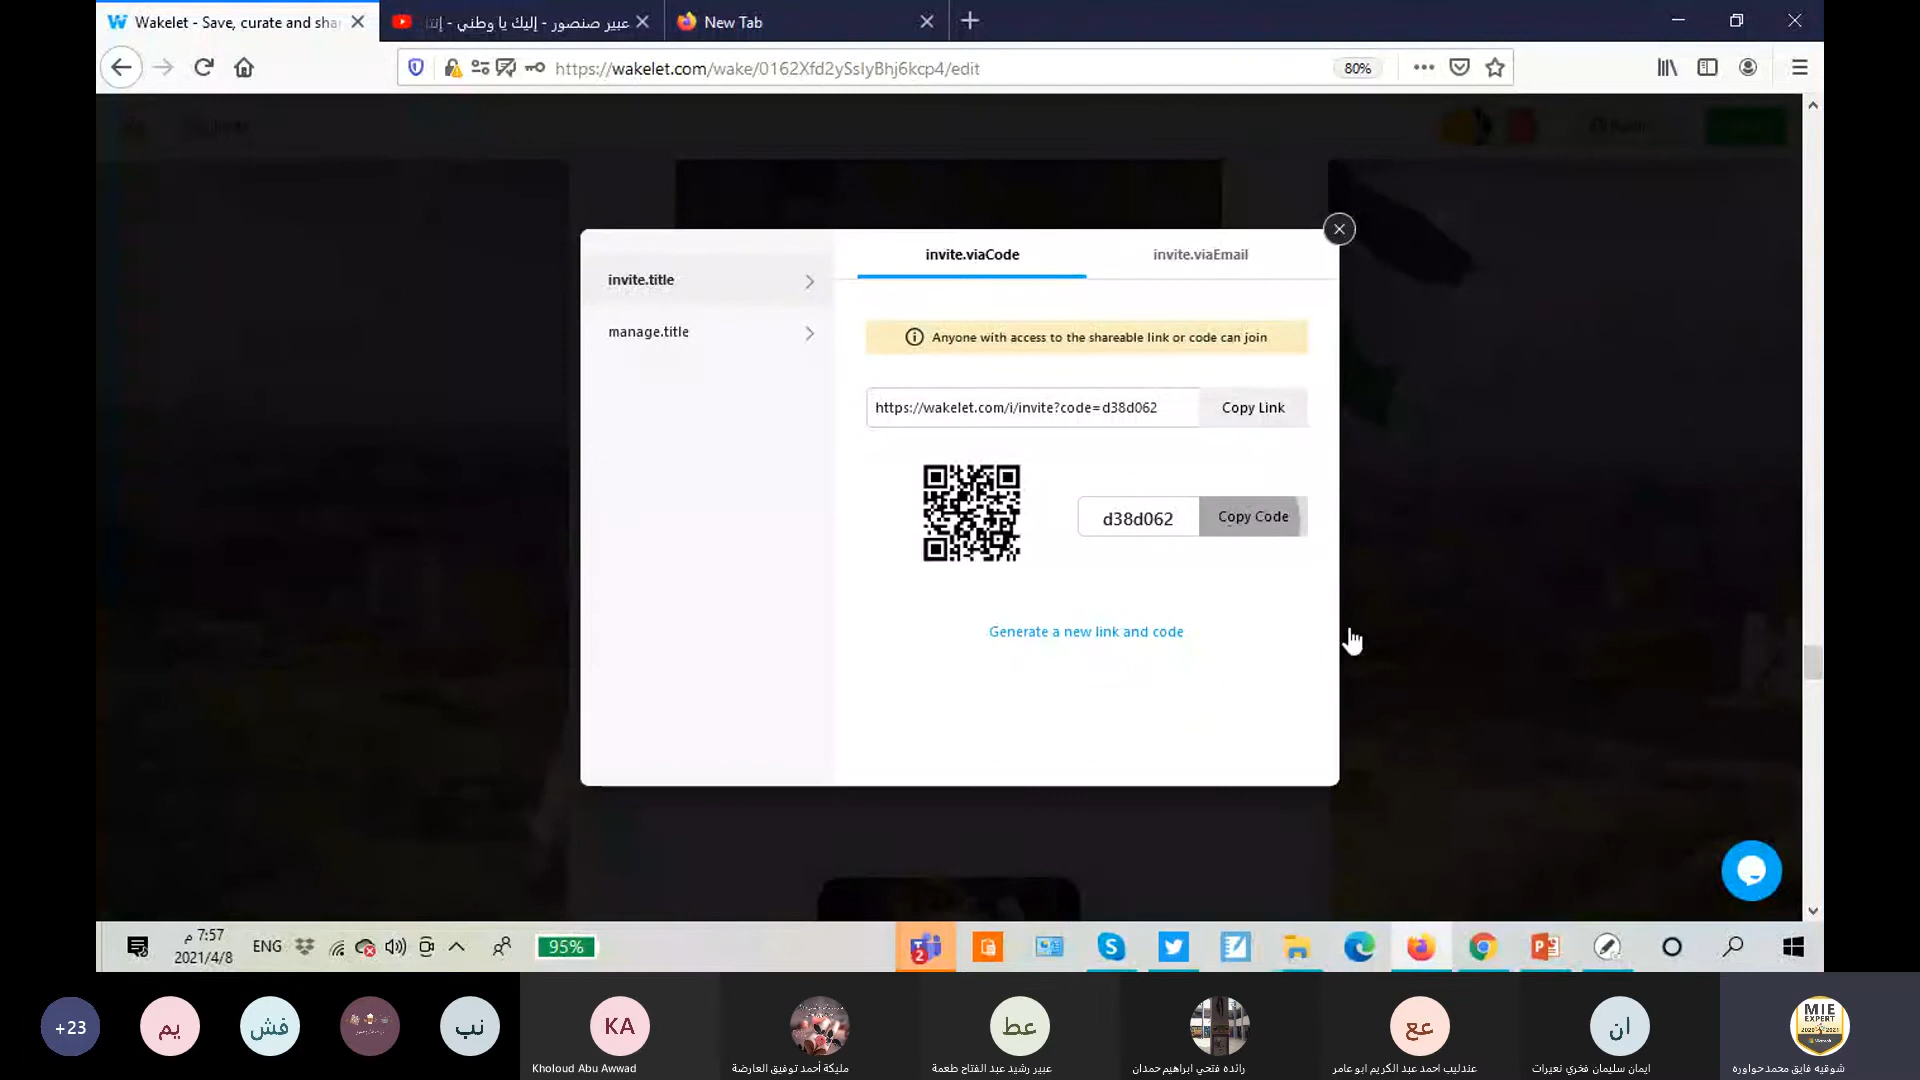 Wakelet - Save, curate and sha
عبير صنصور - إليك يا وطني - إنتا
New Tab
https://wakelet.com/wake/0162Xfd2ySsIyBhj6kcp4/edit
80%
invite.title
manage.title
invite.viaCode
invite.viaEmail
Anyone with access to the shareable link or code can join
https://wakelet.com/i/invite?code=d38d062
Copy Link
d38d062
Copy Code
Generate a new link and code
7:57 م
2021/4/8
ENG
95%
2
+23
يم
فش
نب
KA
عط
عع
ان
MIE
EXPERT
2020 2021
Kholoud Abu Awwad
مليكة أحمد توفيق العارضة
عبير رشيد عبد الفتاح طعمة
رائده فتحي ابراهيم حمدان
عندليب احمد عبد الكريم ابو عامر
ايمان سليمان فخري نعيرات
شوقيه فايق محمد حواوره